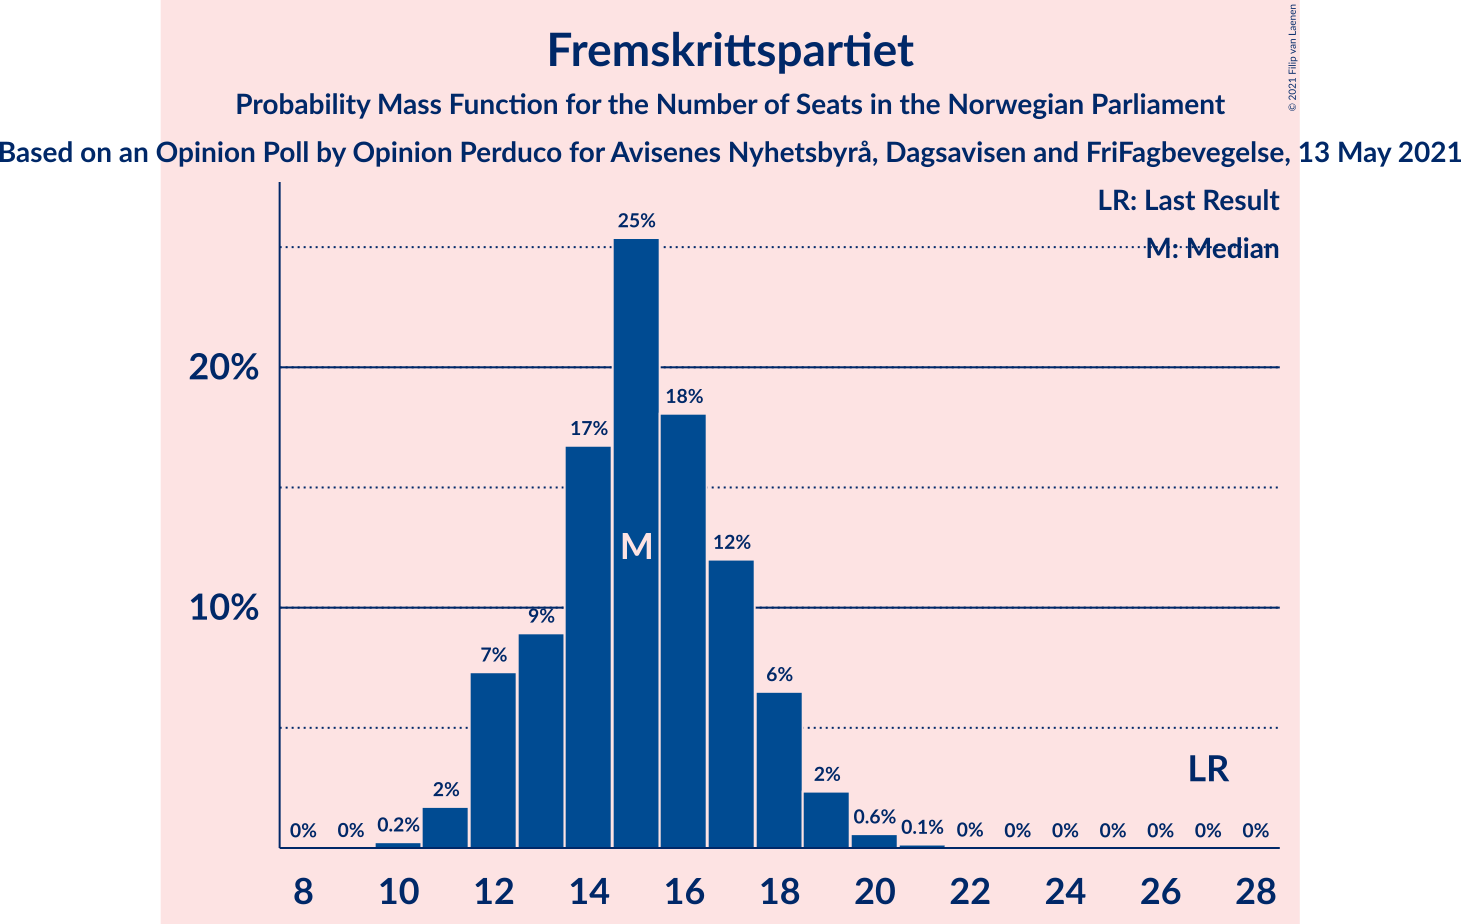 Fremskrittspartiet
Probability Mass Function for the Number of Seats in the Norwegian Parliament
Based on an Opinion Poll by Opinion Perduco for Avisenes Nyhetsbyrå, Dagsavisen and FriFagbevegelse, 13 May 2021
© 2021 Filip van Laenen
LR: Last Result
M: Median
20%
10%
0%
0%
0.2%
2%
7%
9%
17%
25%
18%
12%
6%
2%
0.6%
0.1%
0%
0%
0%
0%
0%
0%
0%
M
LR
8 10 12 14 16 18 20 22 24 26 28